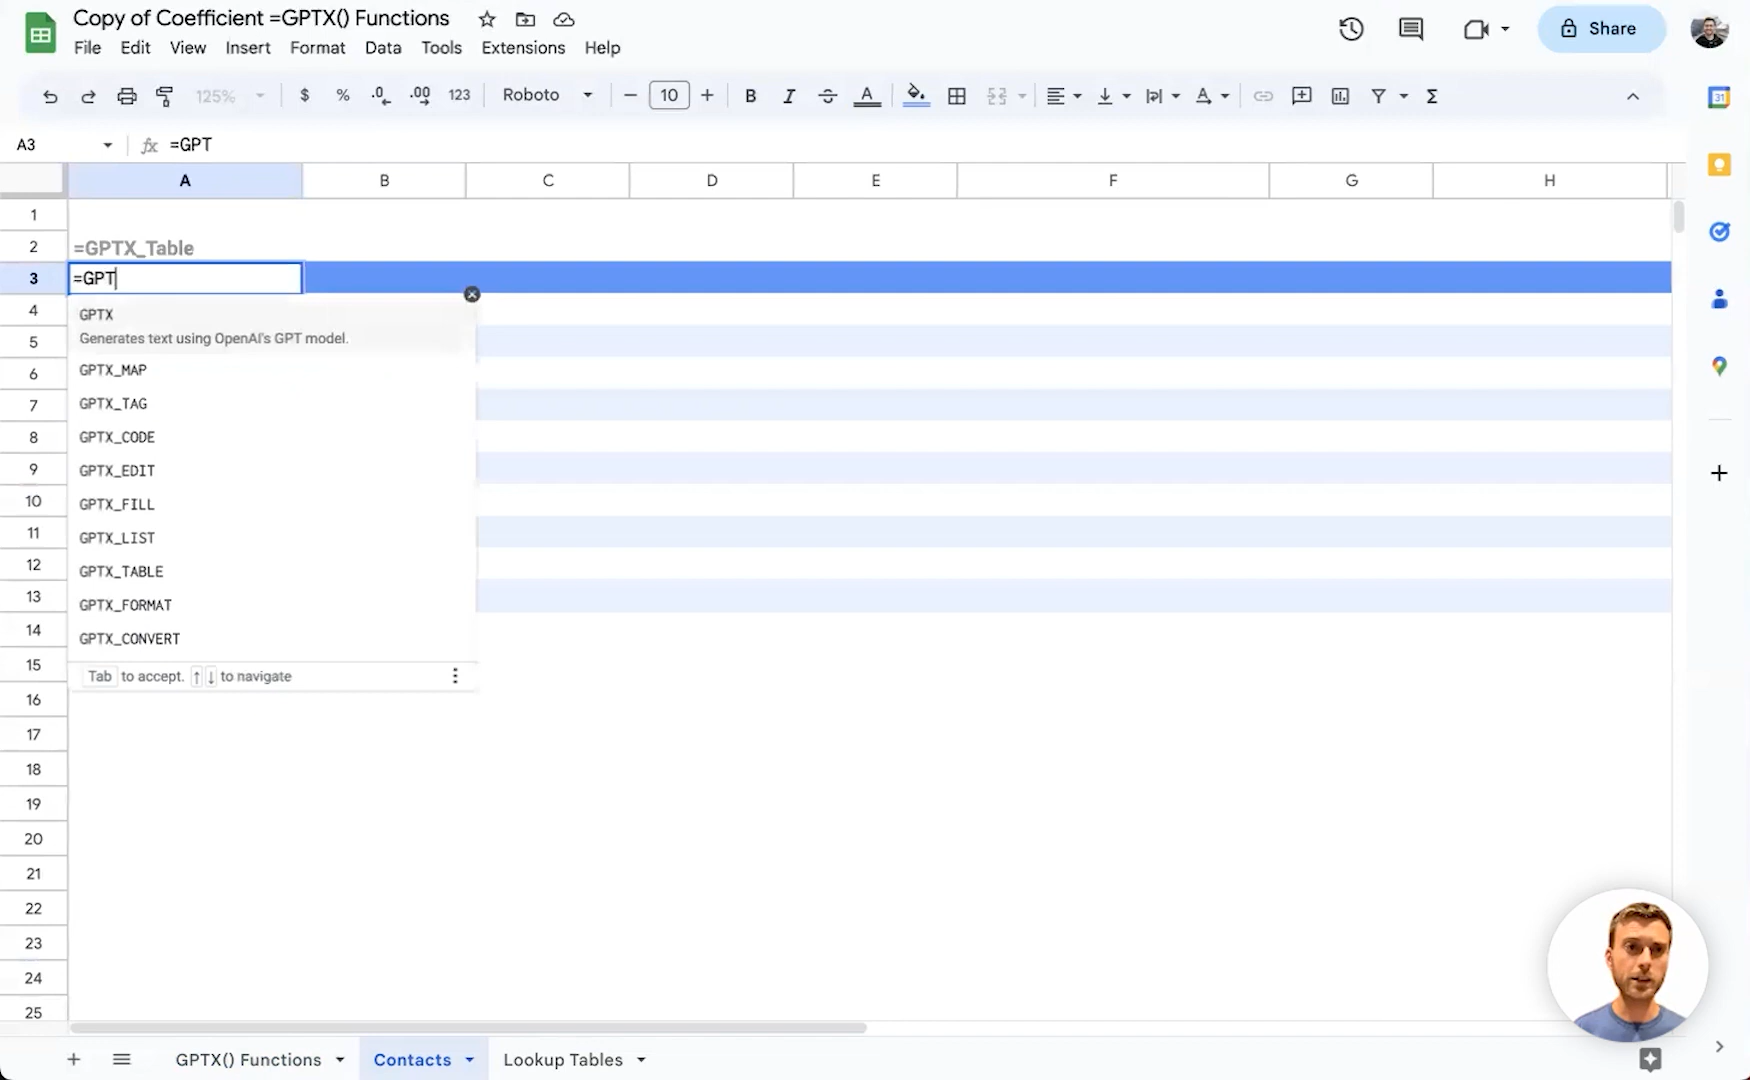 Copy of Coefficient =GPTX() Functions
File Edit View Insert Format Data Tools Extensions Help
Share
125% $ % .0 .00 123 Roboto 10 B I A A Σ
31
A3 fx =GPT
A B C D E F G H
1
2 =GPTX_Table
3 =GPT
4
5
6
7
8
9
10
11
12
13
14
15
16
17
18
19
20
21
22
23
24
25
GPTX
Generates text using OpenAI's GPT model.
GPTX_MAP
GPTX_TAG
GPTX_CODE
GPTX_EDIT
GPTX_FILL
GPTX_LIST
GPTX_TABLE
GPTX_FORMAT
GPTX_CONVERT
Tab to accept. ↑ ↓ to navigate
GPTX() Functions Contacts Lookup Tables